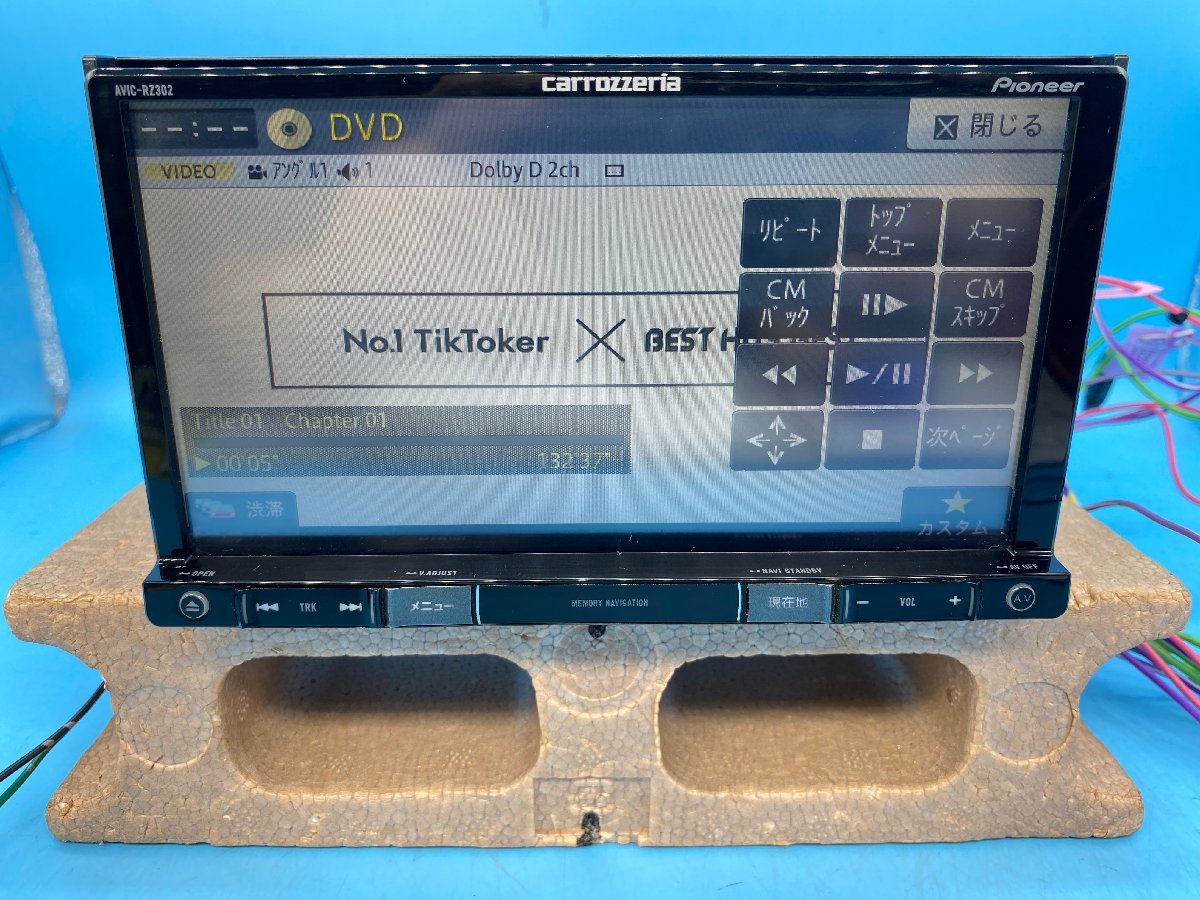 AVIC-RZ302
carrozzeria
Pioneer
--:--
DVD
閉じる
VIDEO
アングル1
1
Dolby D 2ch
リピート
トップ
メニュー
メニュー
CM
バック
CM
スキップ
No.1 TikToker
BEST H
Title 01 Chapter 01
00'05"
132'37"
次ページ
渋滞
カスタム
OPEN
V.ADJUST
NAVI STANDBY
AV OFF
TRK
メニュー
MEMORY NAVIGATION
現在地
VOL
AV